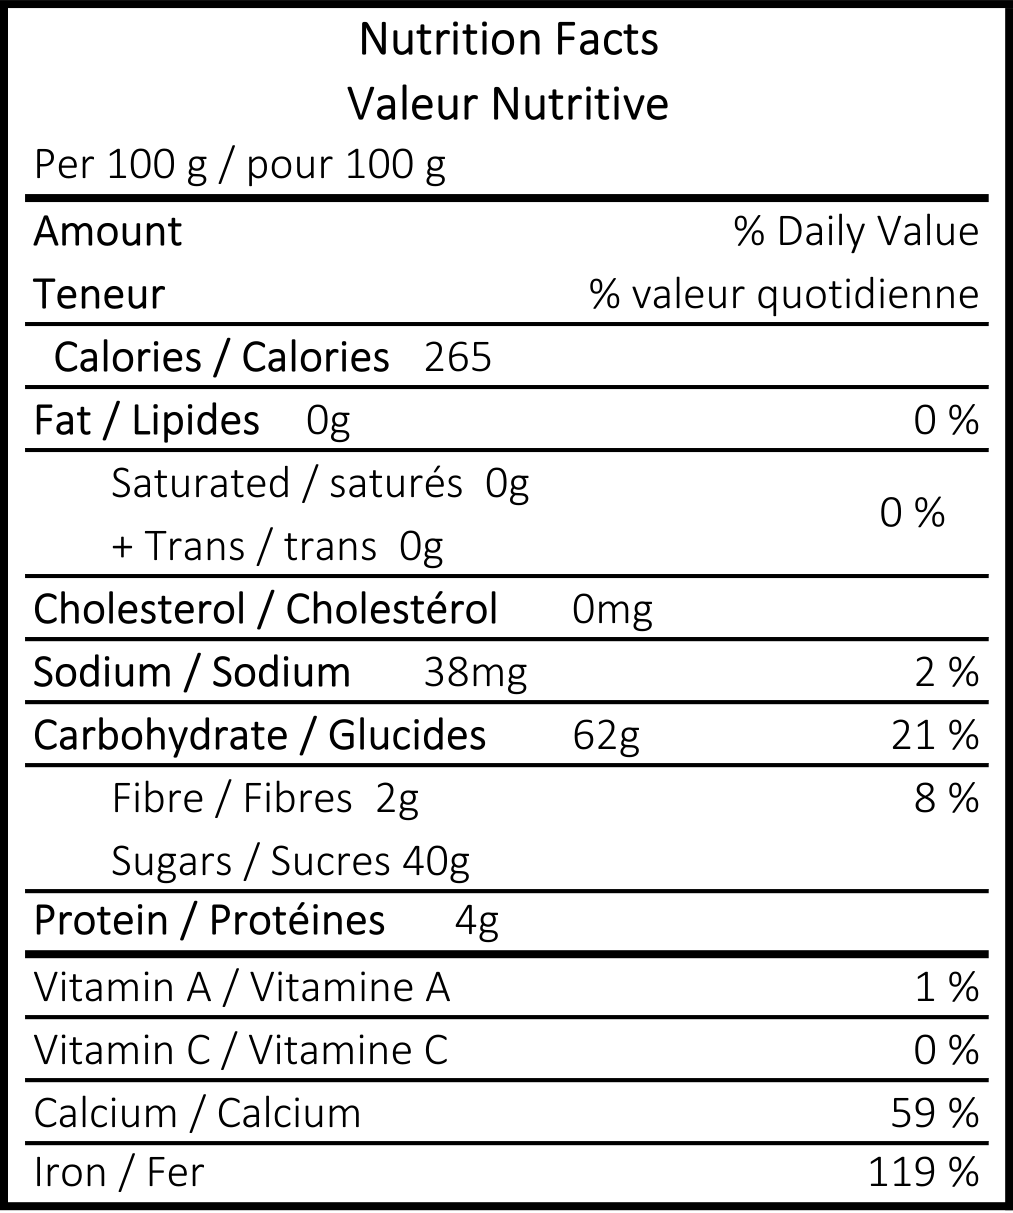 Nutrition Facts
Valeur Nutritive
Per 100 g / pour 100 g
Amount % Daily Value
Teneur % valeur quotidienne
Calories / Calories 265
Fat / Lipides 0g 0 %
Saturated / saturés 0g
0 %
+ Trans / trans 0g
Cholesterol / Cholestérol 0mg
Sodium / Sodium 38mg 2 %
Carbohydrate / Glucides 62g 21 %
Fibre / Fibres 2g 8 %
Sugars / Sucres 40g
Protein / Protéines 4g
Vitamin A / Vitamine A 1 %
Vitamin C / Vitamine C 0 %
Calcium / Calcium 59 %
Iron / Fer 119 %